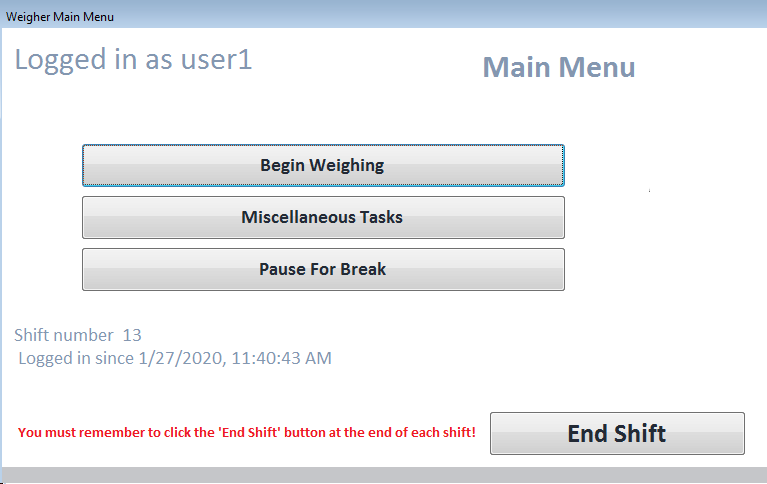 Weigher Main Menu
Logged in as user1
Main Menu
Begin Weighing
Miscellaneous Tasks
Pause For Break
Shift number 13
Logged in since 1/27/2020, 11:40:43 AM
You must remember to click the 'End Shift' button at the end of each shift!
End Shift